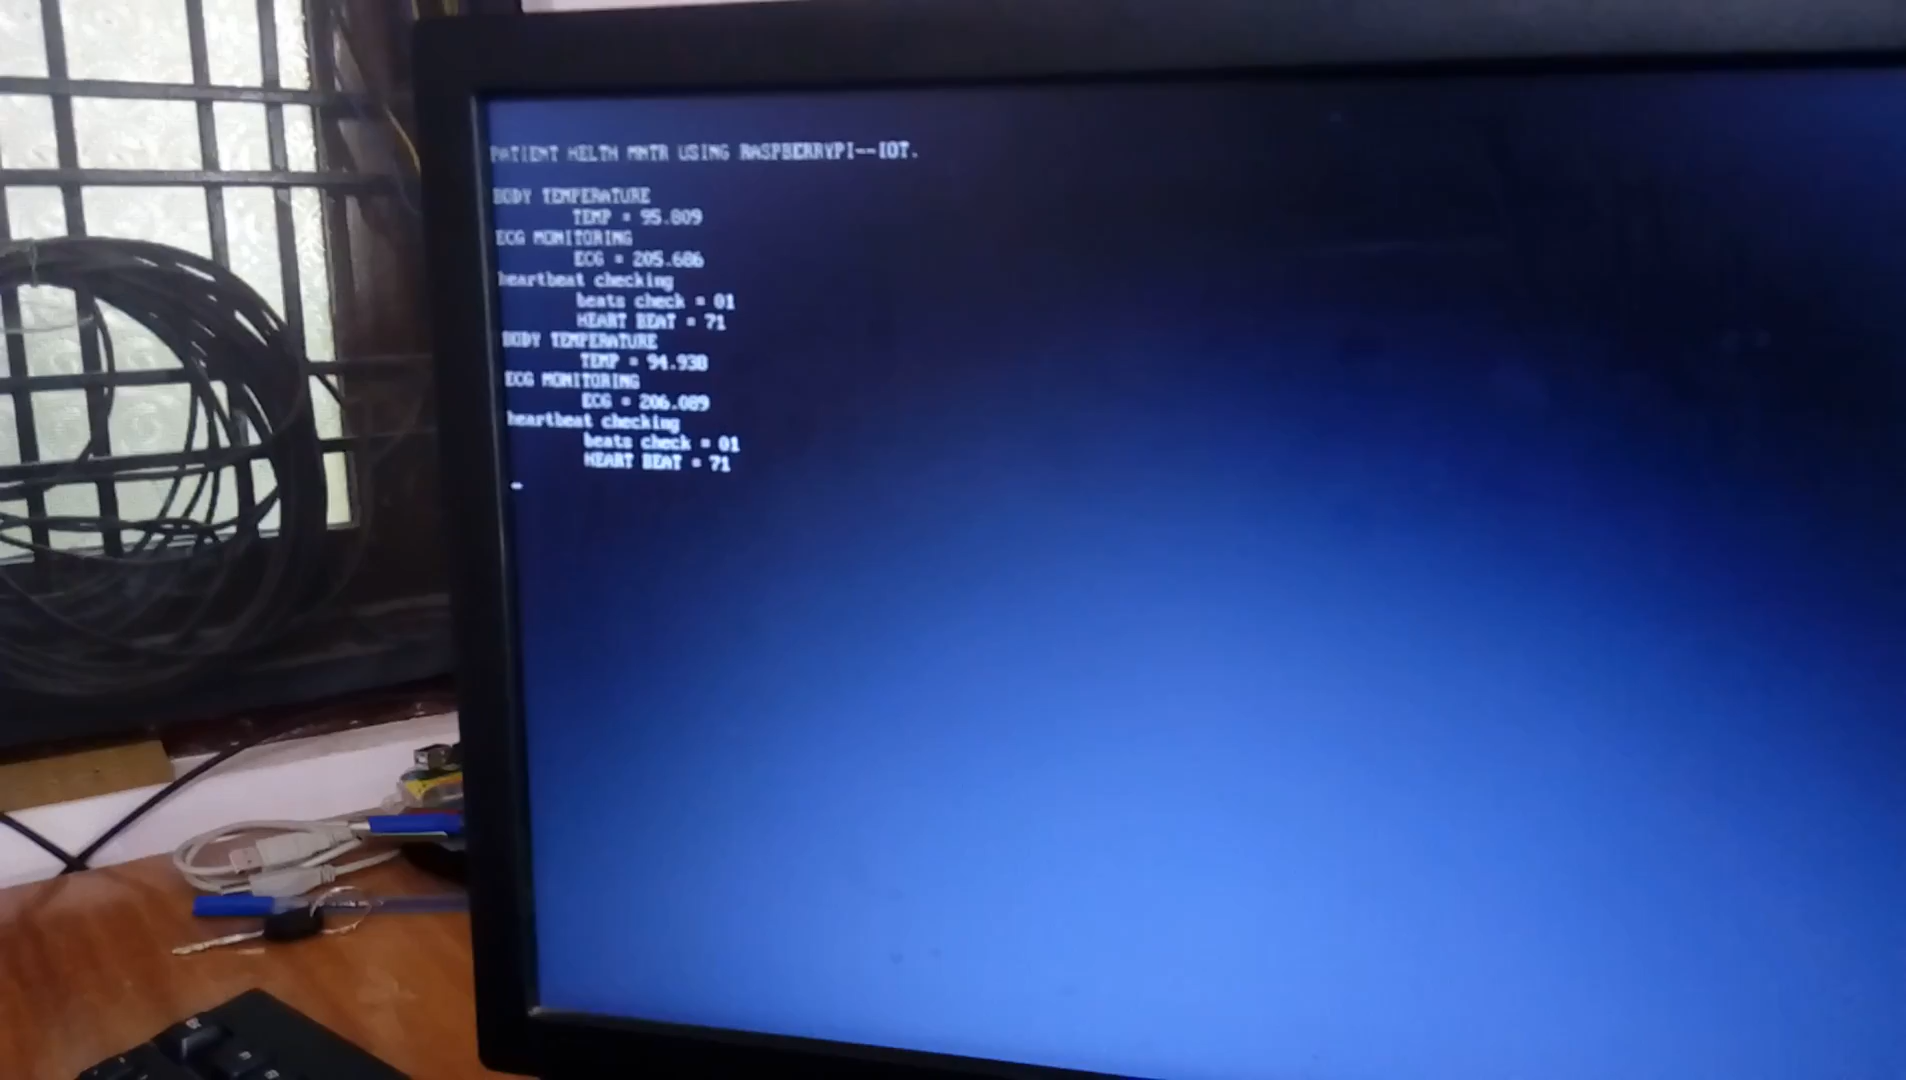 PATIENT HELTH MNTR USING RASPBERRYPI--IOT.
BODY TEMPERATURE
TEMP = 95.809
ECG MONITORING
ECG = 205.686
heartbeat checking
beats check = 01
HEART BEAT = 71
BODY TEMPERATURE
TEMP = 94.930
ECG MONITORING
ECG = 206.089
heartbeat checking
beats check = 01
HEART BEAT = 71